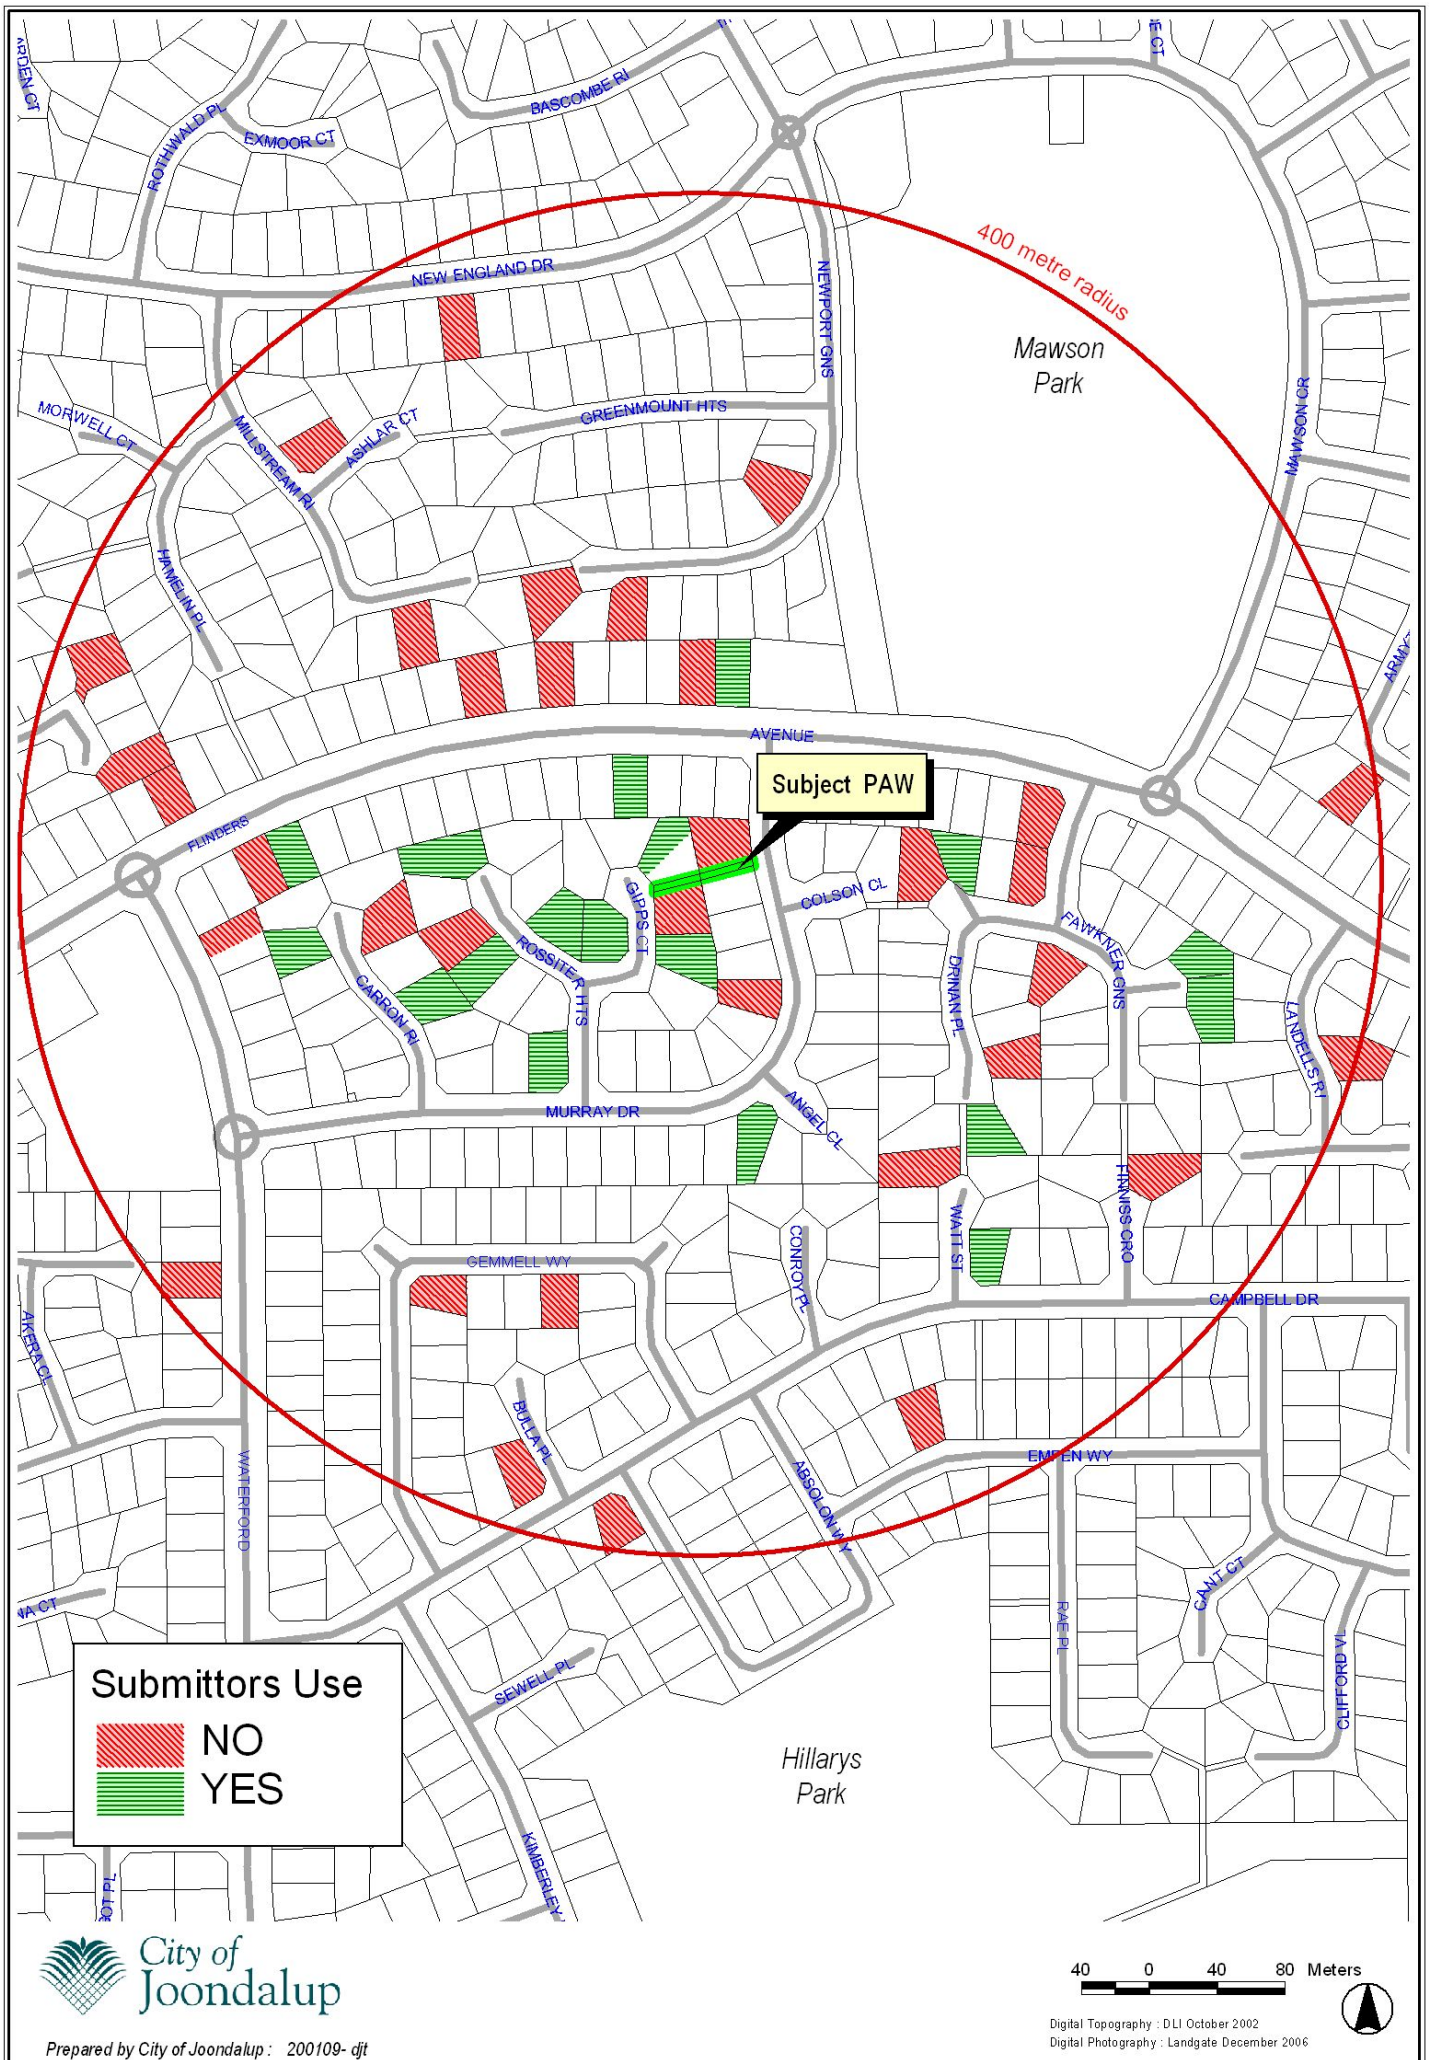 ARDEN CT
ROTHWALD PL
EXMOOR CT
BASCOMBE RI
NEW ENGLAND DR
NEWPORT GNS
400 metre radius
Mawson
Park
MAWSON CR
MORWELL CT
MILLSTREAM RI
ASHLAR CT
GREENMOUNT HTS
HAMELIN PL
FLINDERS
AVENUE
Subject PAW
GIPPS CT
COLSON CL
ROSSITER HTS
CARRON RI
DRINAN PL
FAWKNER GNS
LANDELLS RI
MURRAY DR
ANGEL CL
WATT ST
FINNISS CRO
CONROY PL
GEMMELL WY
CAMPBELL DR
AKERA CL
BULLA PL
WATERFORD
ABSOLON WY
EMPEN WY
CANT CT
RAE PL
CLIFFORD VL
NA CT
SEWELL PL
KIMBERLEY
Submittors Use
NO
YES
Hillarys
Park
City of
Joondalup
Prepared by City of Joondalup : 200109- djt
40 0 40 80 Meters
Digital Topography : DLI October 2002
Digital Photography : Landgate December 2006